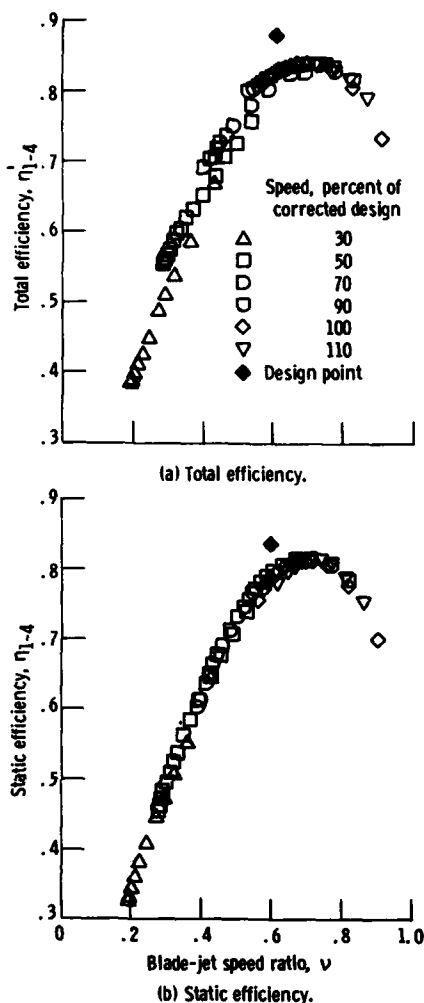 .9
.8
.7
.6
.5
.4
.3
Total efficiency, η'1-4
Speed, percent of
corrected design
30
50
70
90
100
110
Design point
(a) Total efficiency.
.9
.8
.7
.6
.5
.4
.3
Static efficiency, η1-4
0 .2 .4 .6 .8 1.0
Blade-jet speed ratio, ν
(b) Static efficiency.